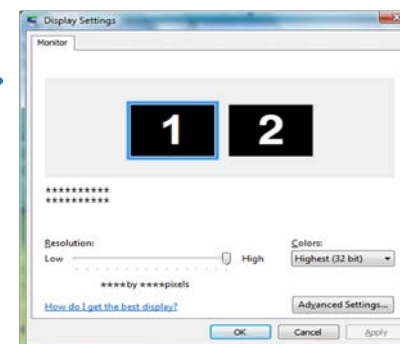 Display Settings
Monitor
1 2
**********
**********
Resolution: Colors:
Low High Highest (32 bit)
****by ****pixels
How do I get the best display? Advanced Settings...
OK Cancel Apply